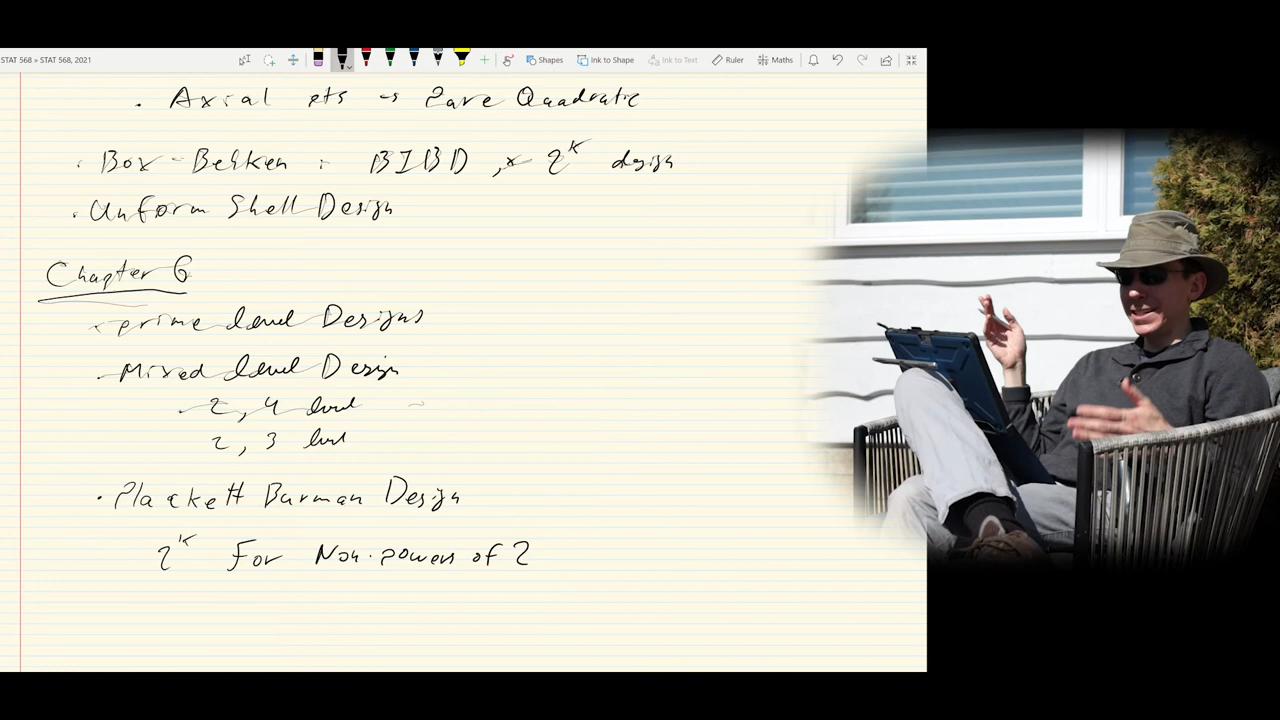 STAT 568 » STAT 568, 2021
Shapes Ink to Shape Ink to Text Ruler Maths
. Axial pts → Pure Quadratic
. Box-Behken : BIBD , × 2^K design
. Uniform Shell Design
Chapter 6
. prime level Designs
. Mixed level Design
- 2, 4 level
2, 3 level
. Plackett Burman Design
2^K For Non-powers of 2